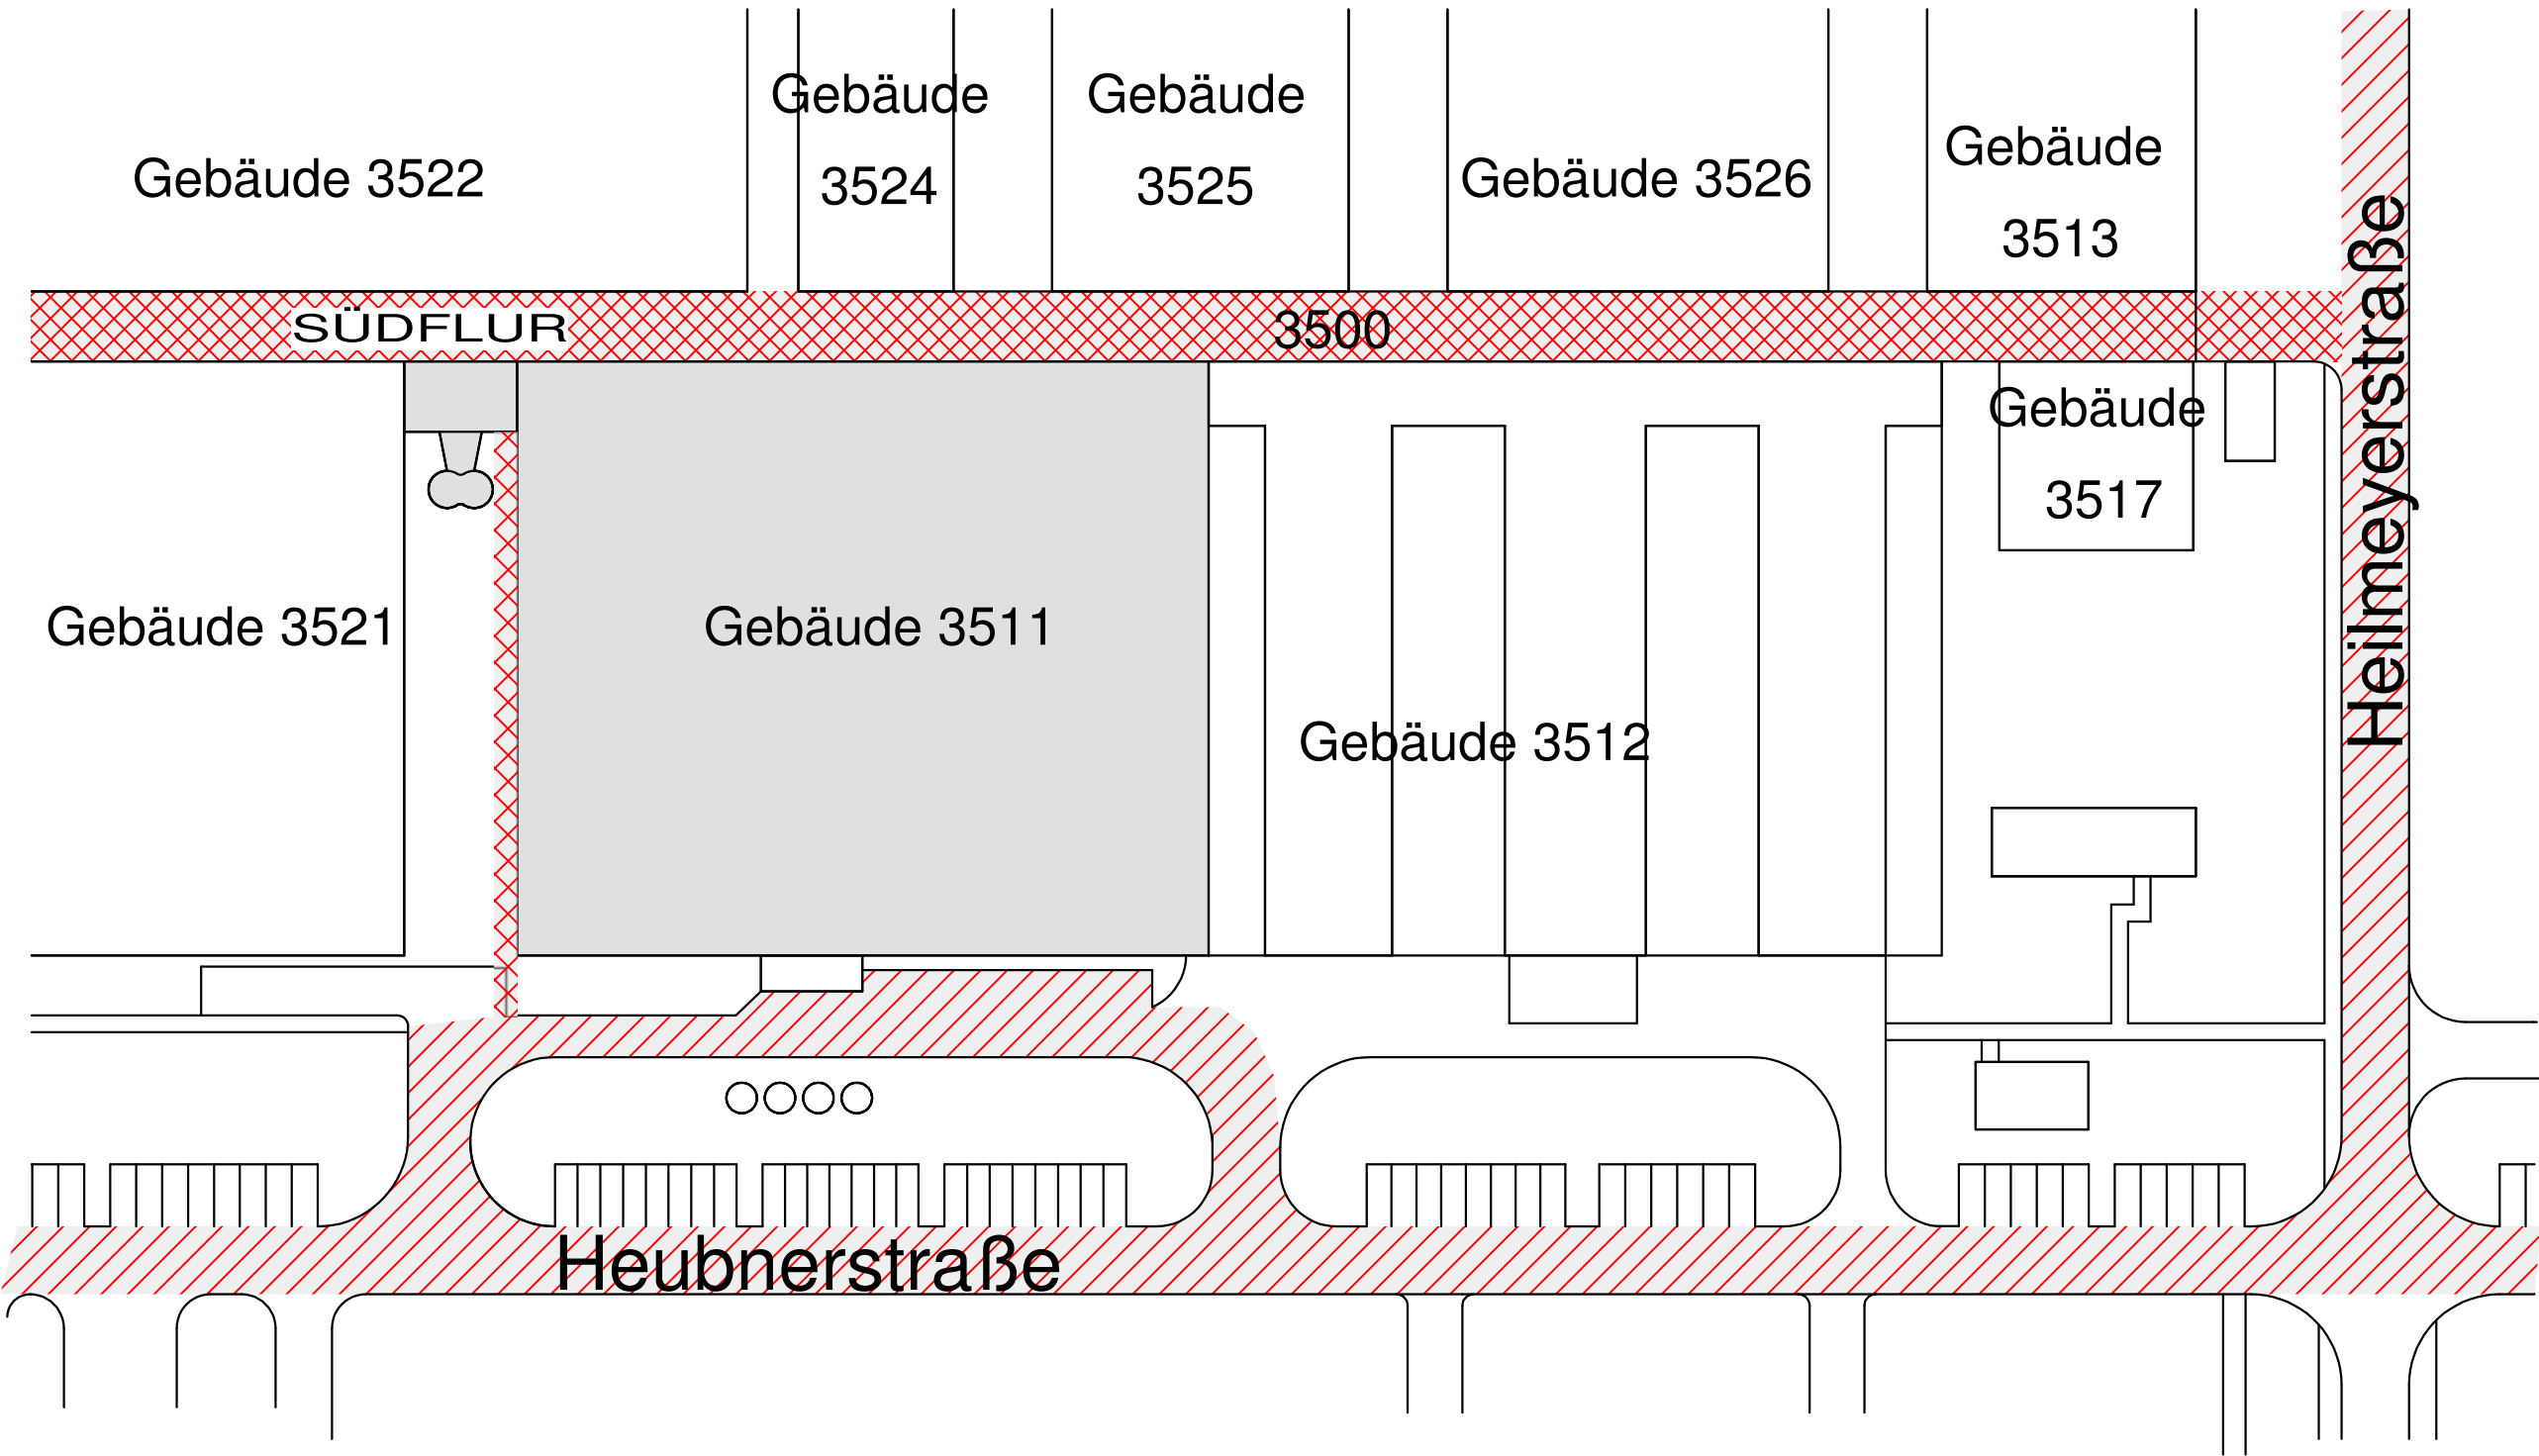 Gebäude 3522
Gebäude
3524
Gebäude
3525
Gebäude 3526
Gebäude
3513
SÜDFLUR
3500
Heilmeyerstraße
Gebäude
3517
Gebäude 3521
Gebäude 3511
Gebäude 3512
Heubnerstraße